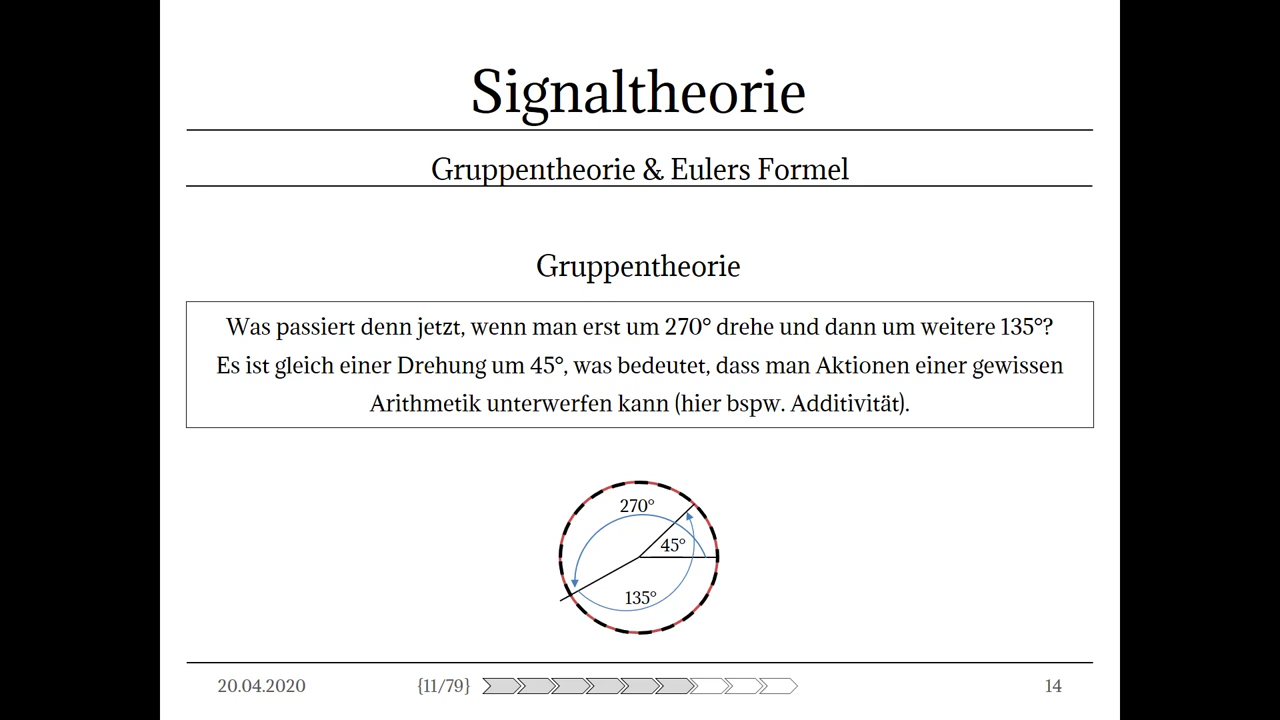 Signaltheorie
Gruppentheorie & Eulers Formel
Gruppentheorie
Was passiert denn jetzt, wenn man erst um 270° drehe und dann um weitere 135°?
Es ist gleich einer Drehung um 45°, was bedeutet, dass man Aktionen einer gewissen
Arithmetik unterwerfen kann (hier bspw. Additivität).
270°
45°
135°
20.04.2020 {11/79} 14